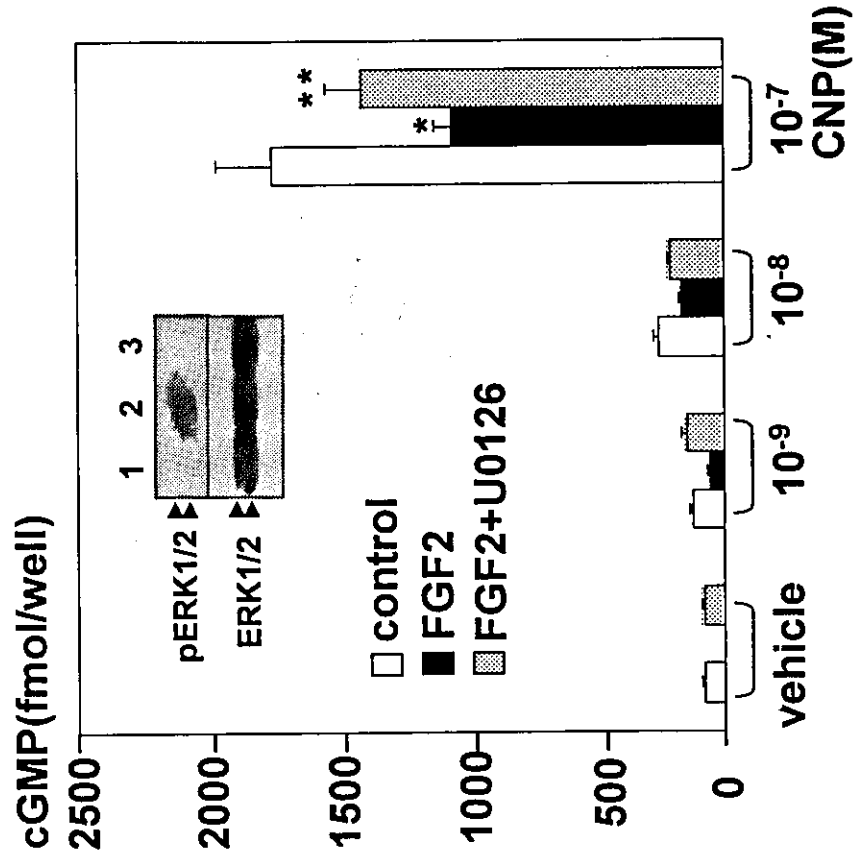 cGMP(fmol/well)
2500
2000
1500
1000
500
0
1 2 3
pERK1/2
ERK1/2
control
FGF2
FGF2+U0126
*
**
vehicle
10-9
10-8
10-7
CNP(M)